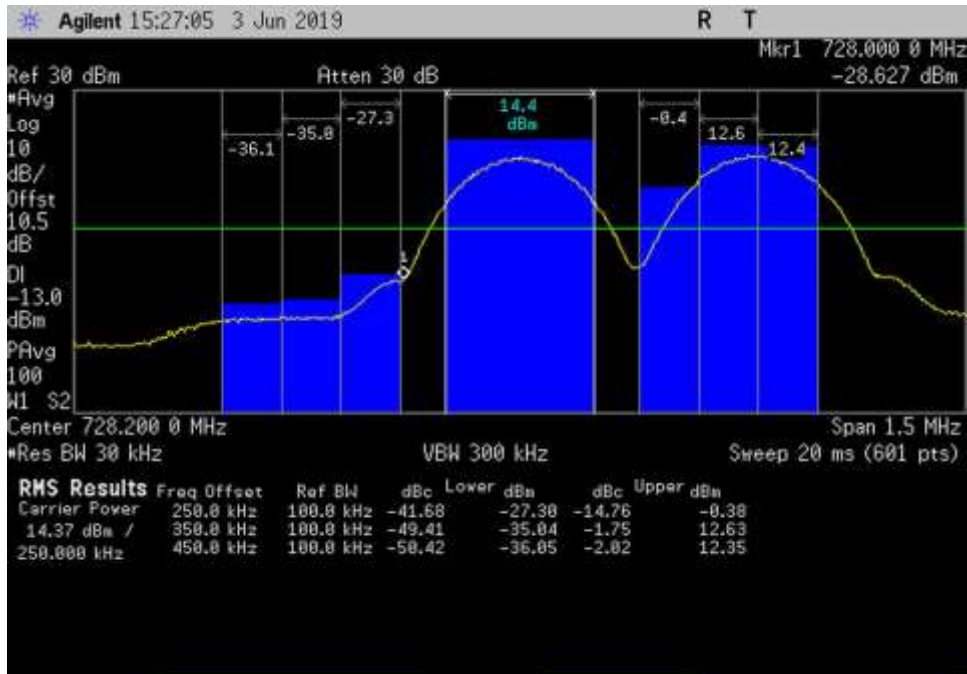 Agilent 15:27:05 3 Jun 2019 R T
Mkr1 728.000 0 MHz
Ref 30 dBm Atten 30 dB -28.627 dBm
#Avg
Log
10
dB/
Offst
10.5
dB
DI
-13.0
dBm
PAvg
100
W1 S2
-36.1
-35.0
-27.3
14.4
dBm
-0.4
12.6
12.4
1
Center 728.200 0 MHz Span 1.5 MHz
#Res BW 30 kHz VBW 300 kHz Sweep 20 ms (601 pts)
RMS Results Freq Offset Ref BW dBc Lower dBm dBc Upper dBm
Carrier Power 250.0 kHz 100.0 kHz -41.68 -27.30 -14.76 -0.38
14.37 dBm / 350.0 kHz 100.0 kHz -49.41 -35.04 -1.75 12.63
250.000 kHz 450.0 kHz 100.0 kHz -50.42 -36.05 -2.02 12.35